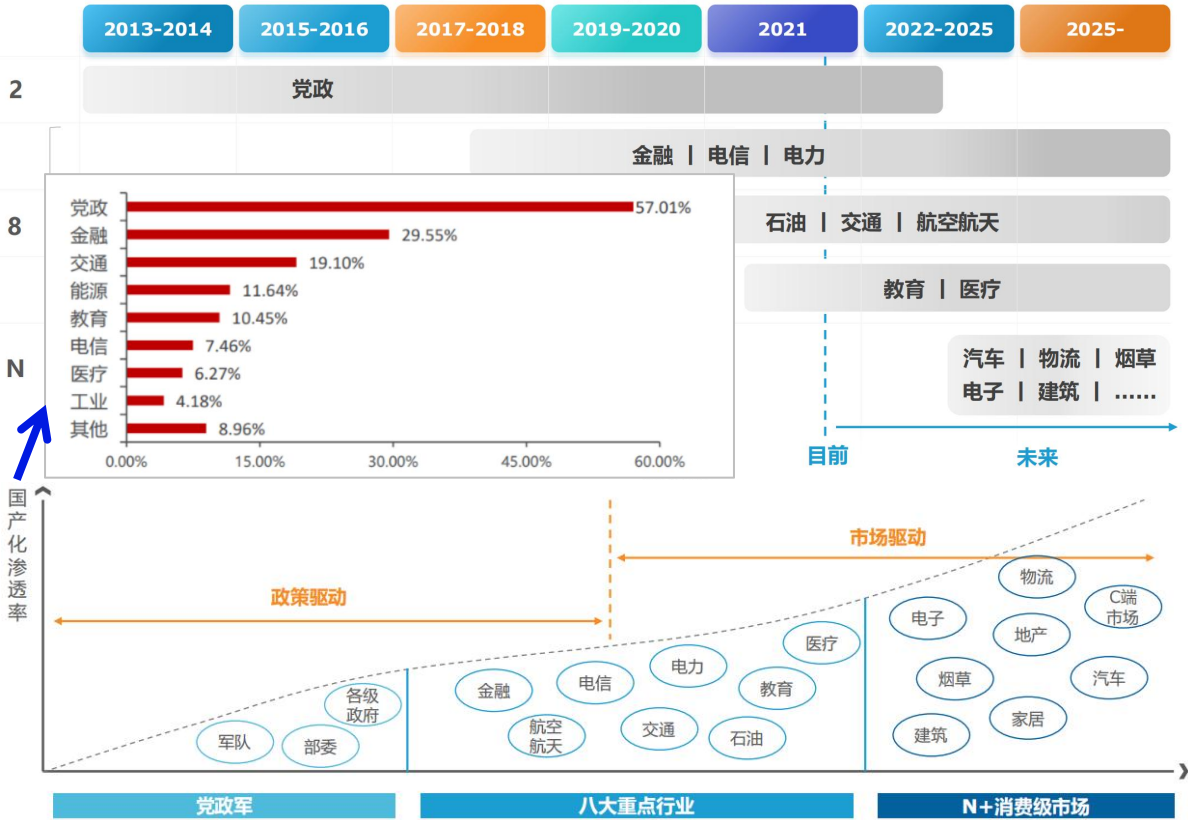 2013-2014 2015-2016 2017-2018 2019-2020 2021 2022-2025 2025-
2 党政
金融 | 电信 | 电力
8 石油 | 交通 | 航空航天
教育 | 医疗
N 汽车 | 物流 | 烟草
电子 | 建筑 | ……
目前 未来
党政 57.01%
金融 29.55%
交通 19.10%
能源 11.64%
教育 10.45%
电信 7.46%
医疗 6.27%
工业 4.18%
其他 8.96%
0.00% 15.00% 30.00% 45.00% 60.00%
国产化渗透率
政策驱动
市场驱动
军队
部委
各级
政府
金融
电信
电力
医疗
航空
航天
交通
石油
教育
电子
物流
C端
市场
地产
烟草
汽车
家居
建筑
党政军 八大重点行业 N+消费级市场